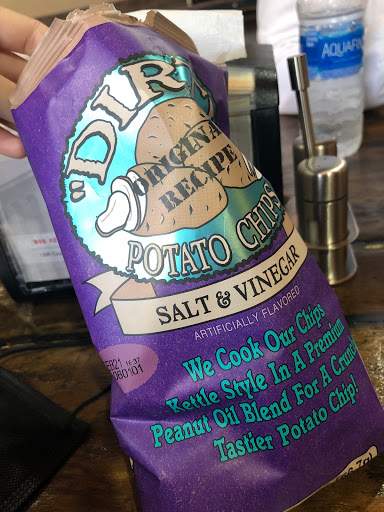 "DIRTY"
ORIGINAL
RECIPE
POTATO CHIPS
SALT & VINEGAR
ARTIFICIALLY FLAVORED
We Cook Our Chips
Kettle Style In A Premium
Peanut Oil Blend For A Crunchier
Tastier Potato Chip!
AQUAFINA